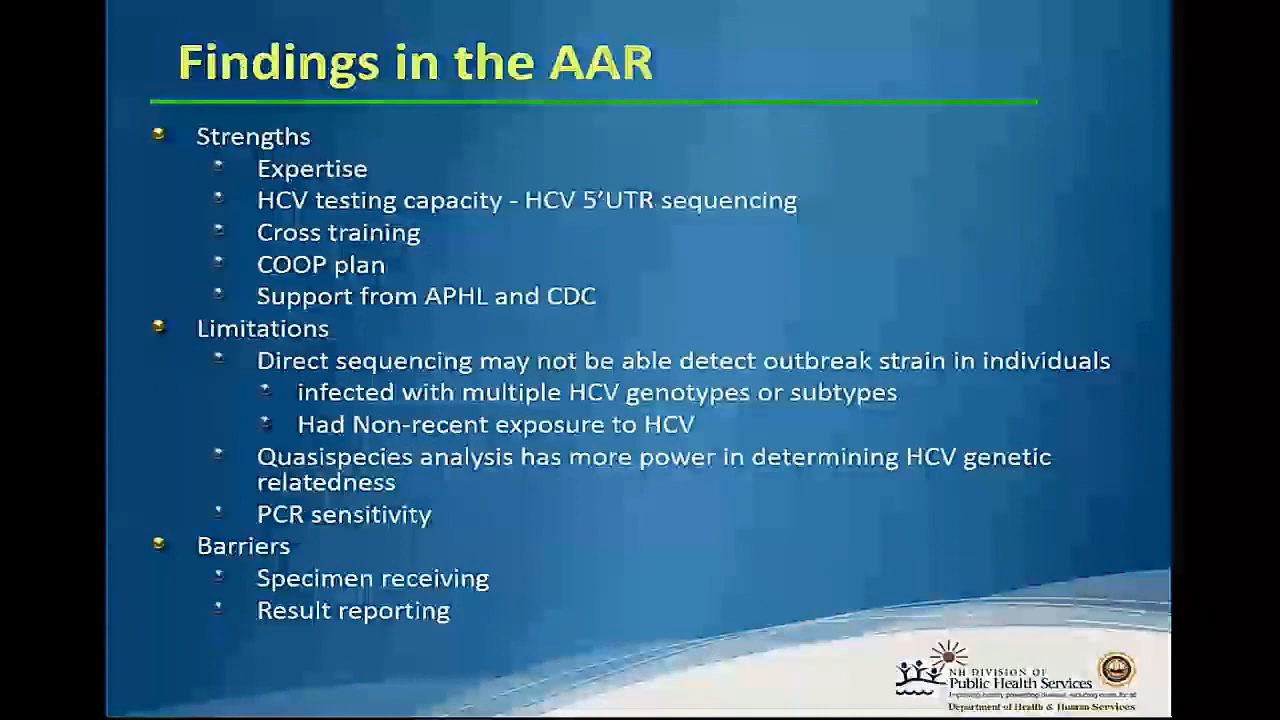 Findings in the AAR
Strengths
Expertise
HCV testing capacity - HCV 5'UTR sequencing
Cross training
COOP plan
Support from APHL and CDC
Limitations
Direct sequencing may not be able detect outbreak strain in individuals
infected with multiple HCV genotypes or subtypes
Had Non-recent exposure to HCV
Quasispecies analysis has more power in determining HCV genetic
relatedness
PCR sensitivity
Barriers
Specimen receiving
Result reporting
NH DIVISION OF
Public Health Services
Department of Health & Human Services